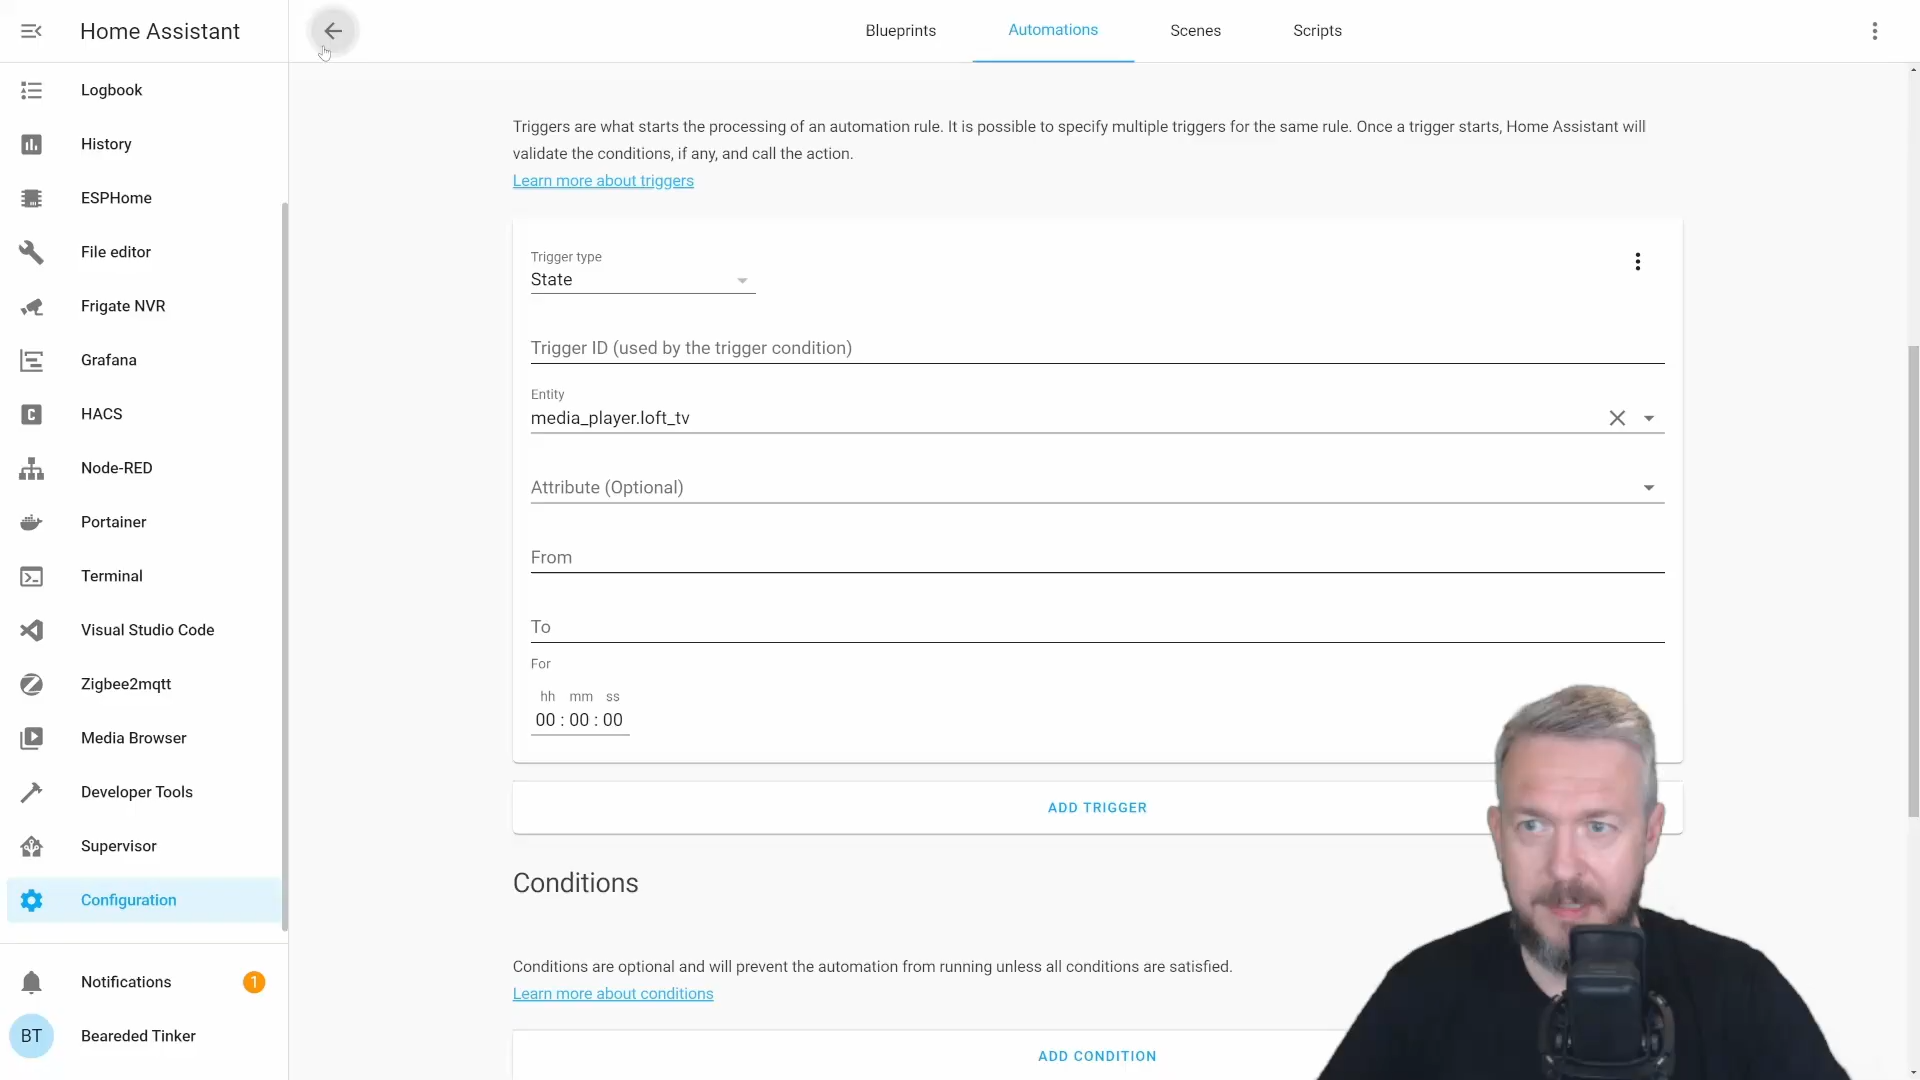 Home Assistant
Blueprints
Automations
Scenes
Scripts
Logbook
History
ESPHome
File editor
Frigate NVR
Grafana
C
HACS
Node-RED
Portainer
Terminal
Visual Studio Code
Zigbee2mqtt
Media Browser
Developer Tools
Supervisor
Configuration
Notifications
1
BT
Beareded Tinker
Triggers are what starts the processing of an automation rule. It is possible to specify multiple triggers for the same rule. Once a trigger starts, Home Assistant will
validate the conditions, if any, and call the action.
Learn more about triggers
Trigger type
State
Trigger ID (used by the trigger condition)
Entity
media_player.loft_tv
Attribute (Optional)
From
To
For
hh mm ss
00 : 00 : 00
ADD TRIGGER
Conditions
Conditions are optional and will prevent the automation from running unless all conditions are satisfied.
Learn more about conditions
ADD CONDITION